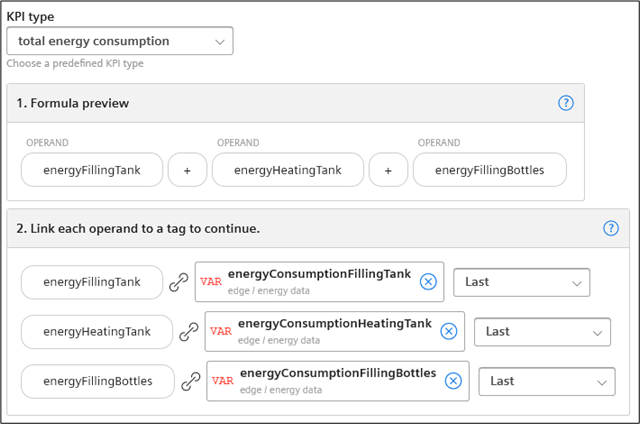 KPI type
total energy consumption
Choose a predefined KPI type
1. Formula preview ?
OPERAND OPERAND OPERAND
energyFillingTank + energyHeatingTank + energyFillingBottles
2. Link each operand to a tag to continue. ?
energyFillingTank VAR energyConsumptionFillingTank Last
edge / energy data
energyHeatingTank VAR energyConsumptionHeatingTank Last
edge / energy data
energyFillingBottles VAR energyConsumptionFillingBottles Last
edge / energy data